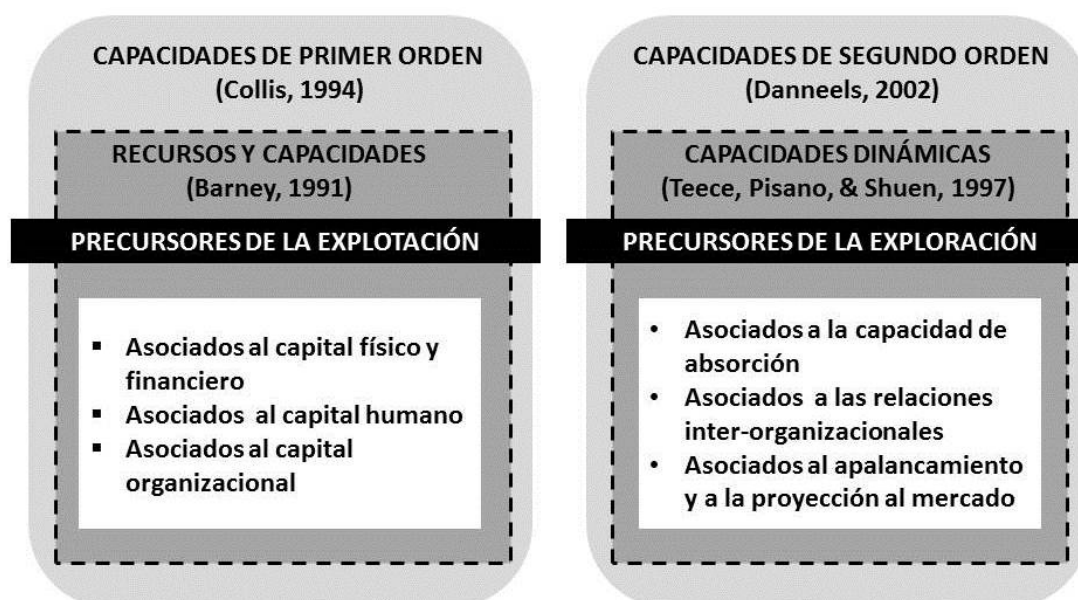 CAPACIDADES DE PRIMER ORDEN
(Collis, 1994)
RECURSOS Y CAPACIDADES
(Barney, 1991)
PRECURSORES DE LA EXPLOTACIÓN
▪ Asociados al capital físico y
financiero
▪ Asociados al capital humano
▪ Asociados al capital
organizacional
CAPACIDADES DE SEGUNDO ORDEN
(Danneels, 2002)
CAPACIDADES DINÁMICAS
(Teece, Pisano, & Shuen, 1997)
PRECURSORES DE LA EXPLORACIÓN
• Asociados a la capacidad de
absorción
• Asociados a las relaciones
inter-organizacionales
• Asociados al apalancamiento
y a la proyección al mercado